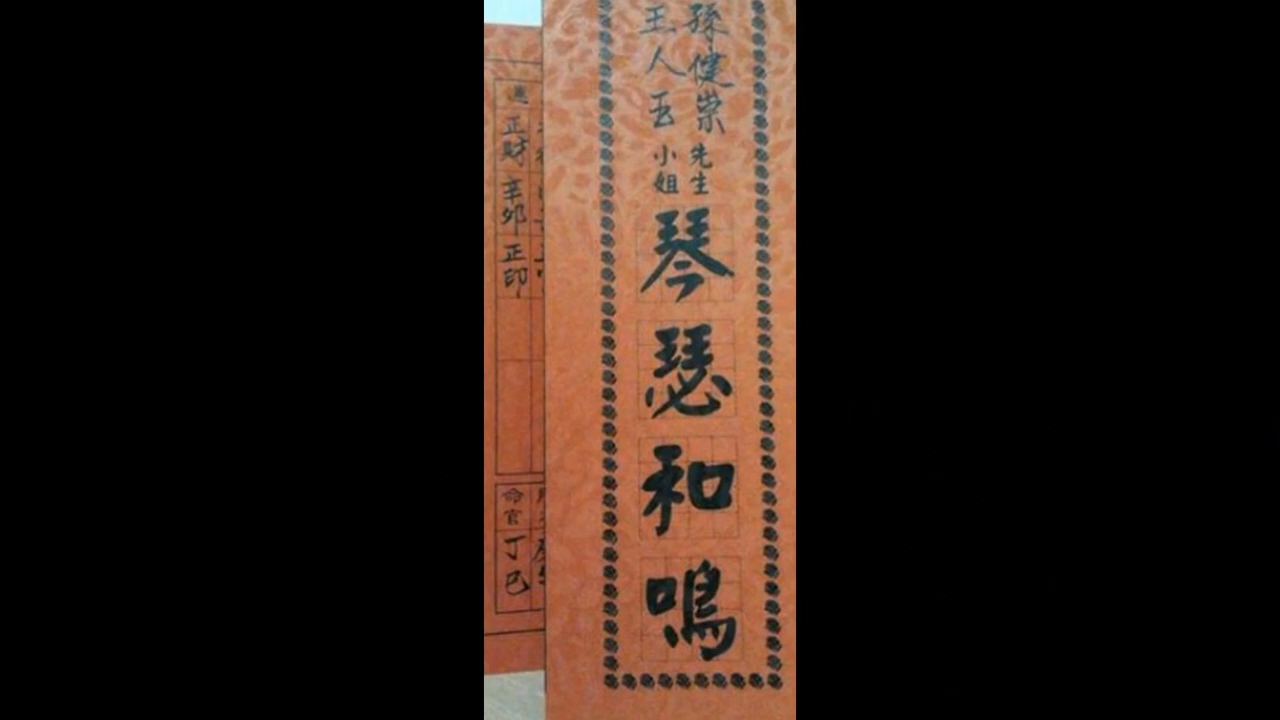 孫健崇先生
王人玉小姐
琴瑟和鳴
正財辛卯正印
命官丁巳